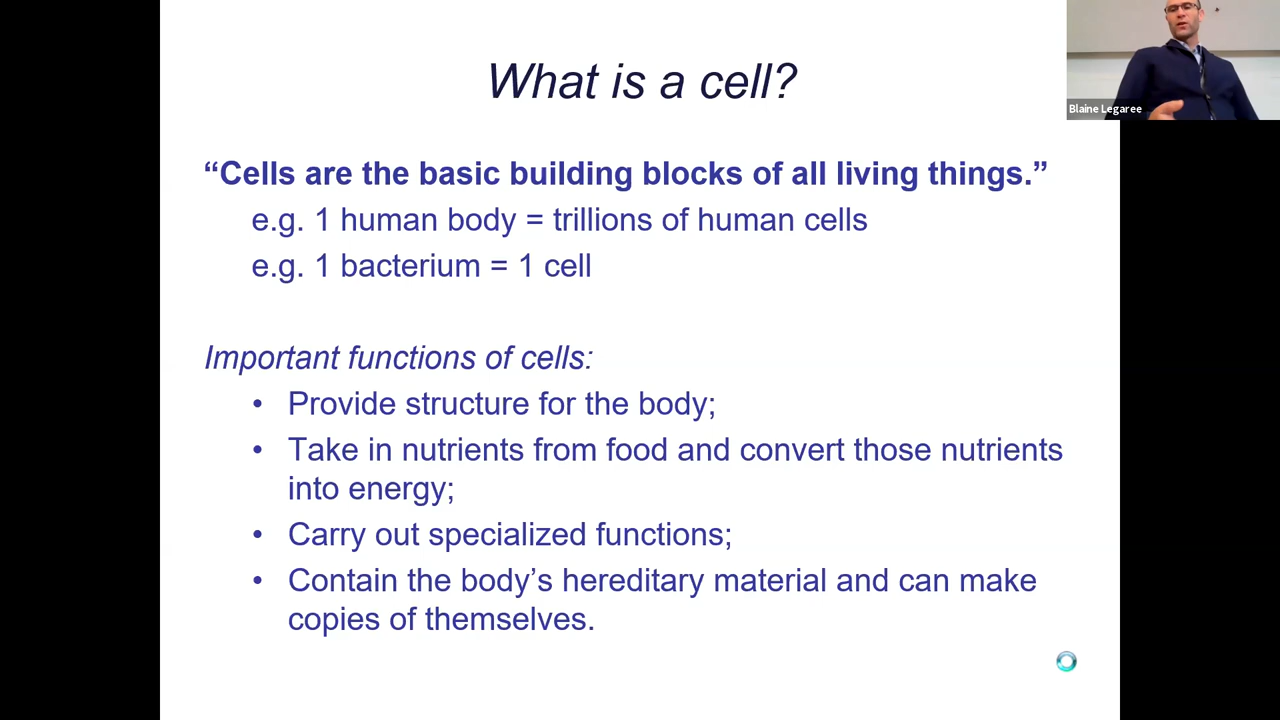 What is a cell?
Blaine Legaree
“Cells are the basic building blocks of all living things.”
e.g. 1 human body = trillions of human cells
e.g. 1 bacterium = 1 cell
Important functions of cells:
• Provide structure for the body;
• Take in nutrients from food and convert those nutrients
into energy;
• Carry out specialized functions;
• Contain the body’s hereditary material and can make
copies of themselves.